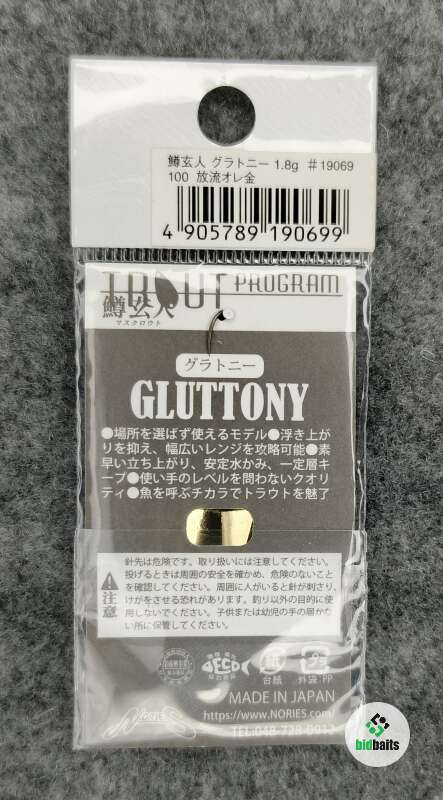 鱒玄人 グラトニー 1.8g #19069
100 放流オレ金
4 905789 190699
TROUT PROGRAM
鱒玄人
マスクロウト
グラトニー
GLUTTONY
●場所を選ばず使えるモデル●浮き上が
りを抑え、幅広いレンジを攻略可能●素
早い立ち上がり、安定水かみ、一定層キ
ープ●使い手のレベルを問わないクオリ
ティ●魚を呼ぶチカラでトラウトを魅了
注意
針先は危険です。取り扱いには注意してください。
投げるときは周囲の安全を確かめ、危険のないこと
を確認してください。周囲に人がいると針が刺さり、
けがをさせる恐れがあります。釣り以外の目的に使
用しないでください。子供または幼児の手の届かな
い所に保管してください。
ECO
紙
台紙
プラ
外袋 PP
MADE IN JAPAN
https://www.NORIES.com/
NORIES
bidbaits